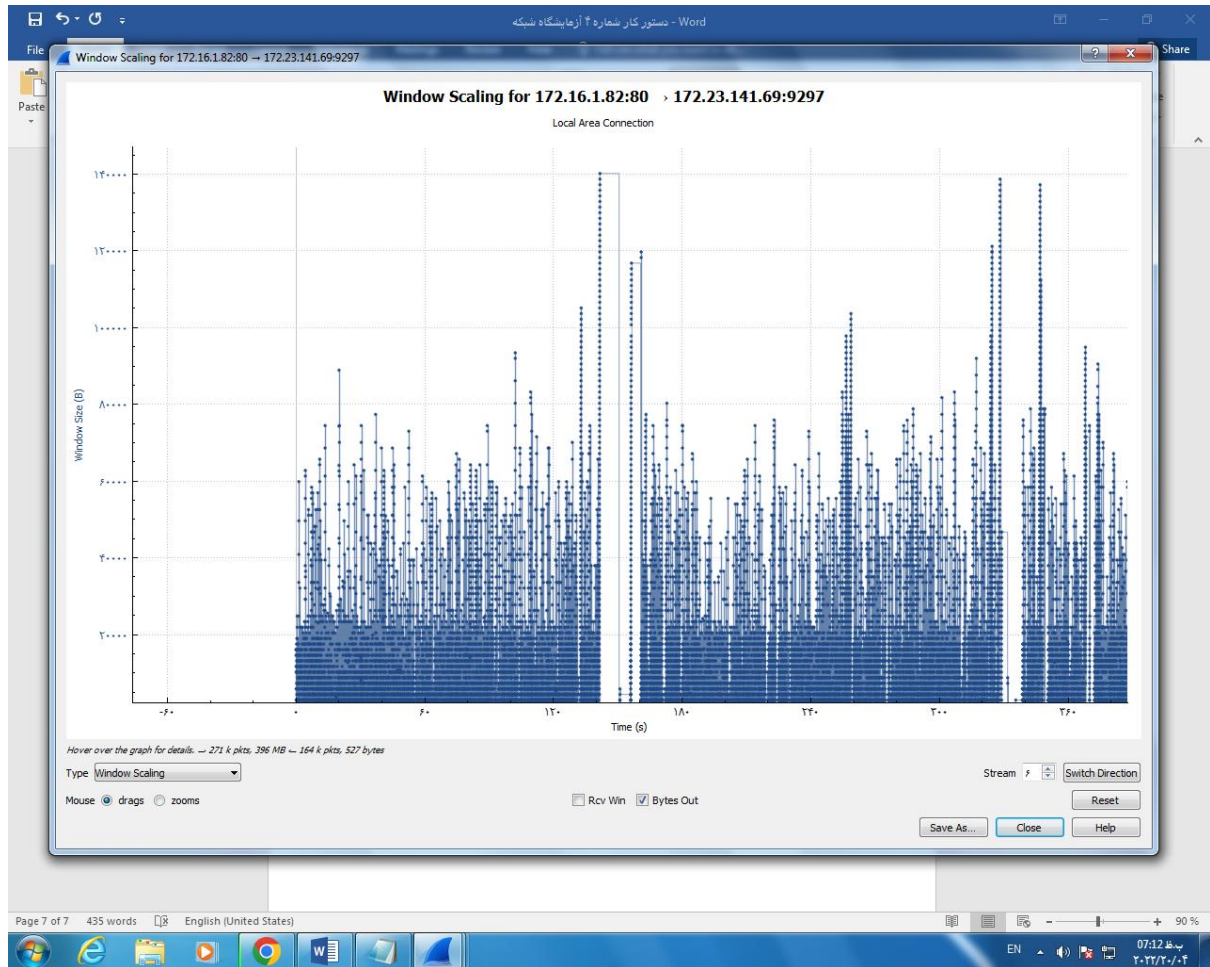 دستور کار شماره ۴ آزمایشگاه شبکه - Word
File
Share
Paste
Window Scaling for 172.16.1.82:80 → 172.23.141.69:9297
Window Scaling for 172.16.1.82:80 → 172.23.141.69:9297
Local Area Connection
Window Size (B)
۱۴۰۰۰۰
۱۲۰۰۰۰
۱۰۰۰۰۰
۸۰۰۰۰
۶۰۰۰۰
۴۰۰۰۰
۲۰۰۰۰
-۶۰ ۰ ۶۰ ۱۲۰ ۱۸۰ ۲۴۰ ۳۰۰ ۳۶۰
Time (s)
Hover over the graph for details. → 271 k pkts, 396 MB ← 164 k pkts, 527 bytes
Type Window Scaling Stream ۶ Switch Direction
Mouse drags zooms Rcv Win Bytes Out Reset
Save As... Close Help
Page 7 of 7 435 words English (United States) 90 %
EN 07:12 ب.ظ